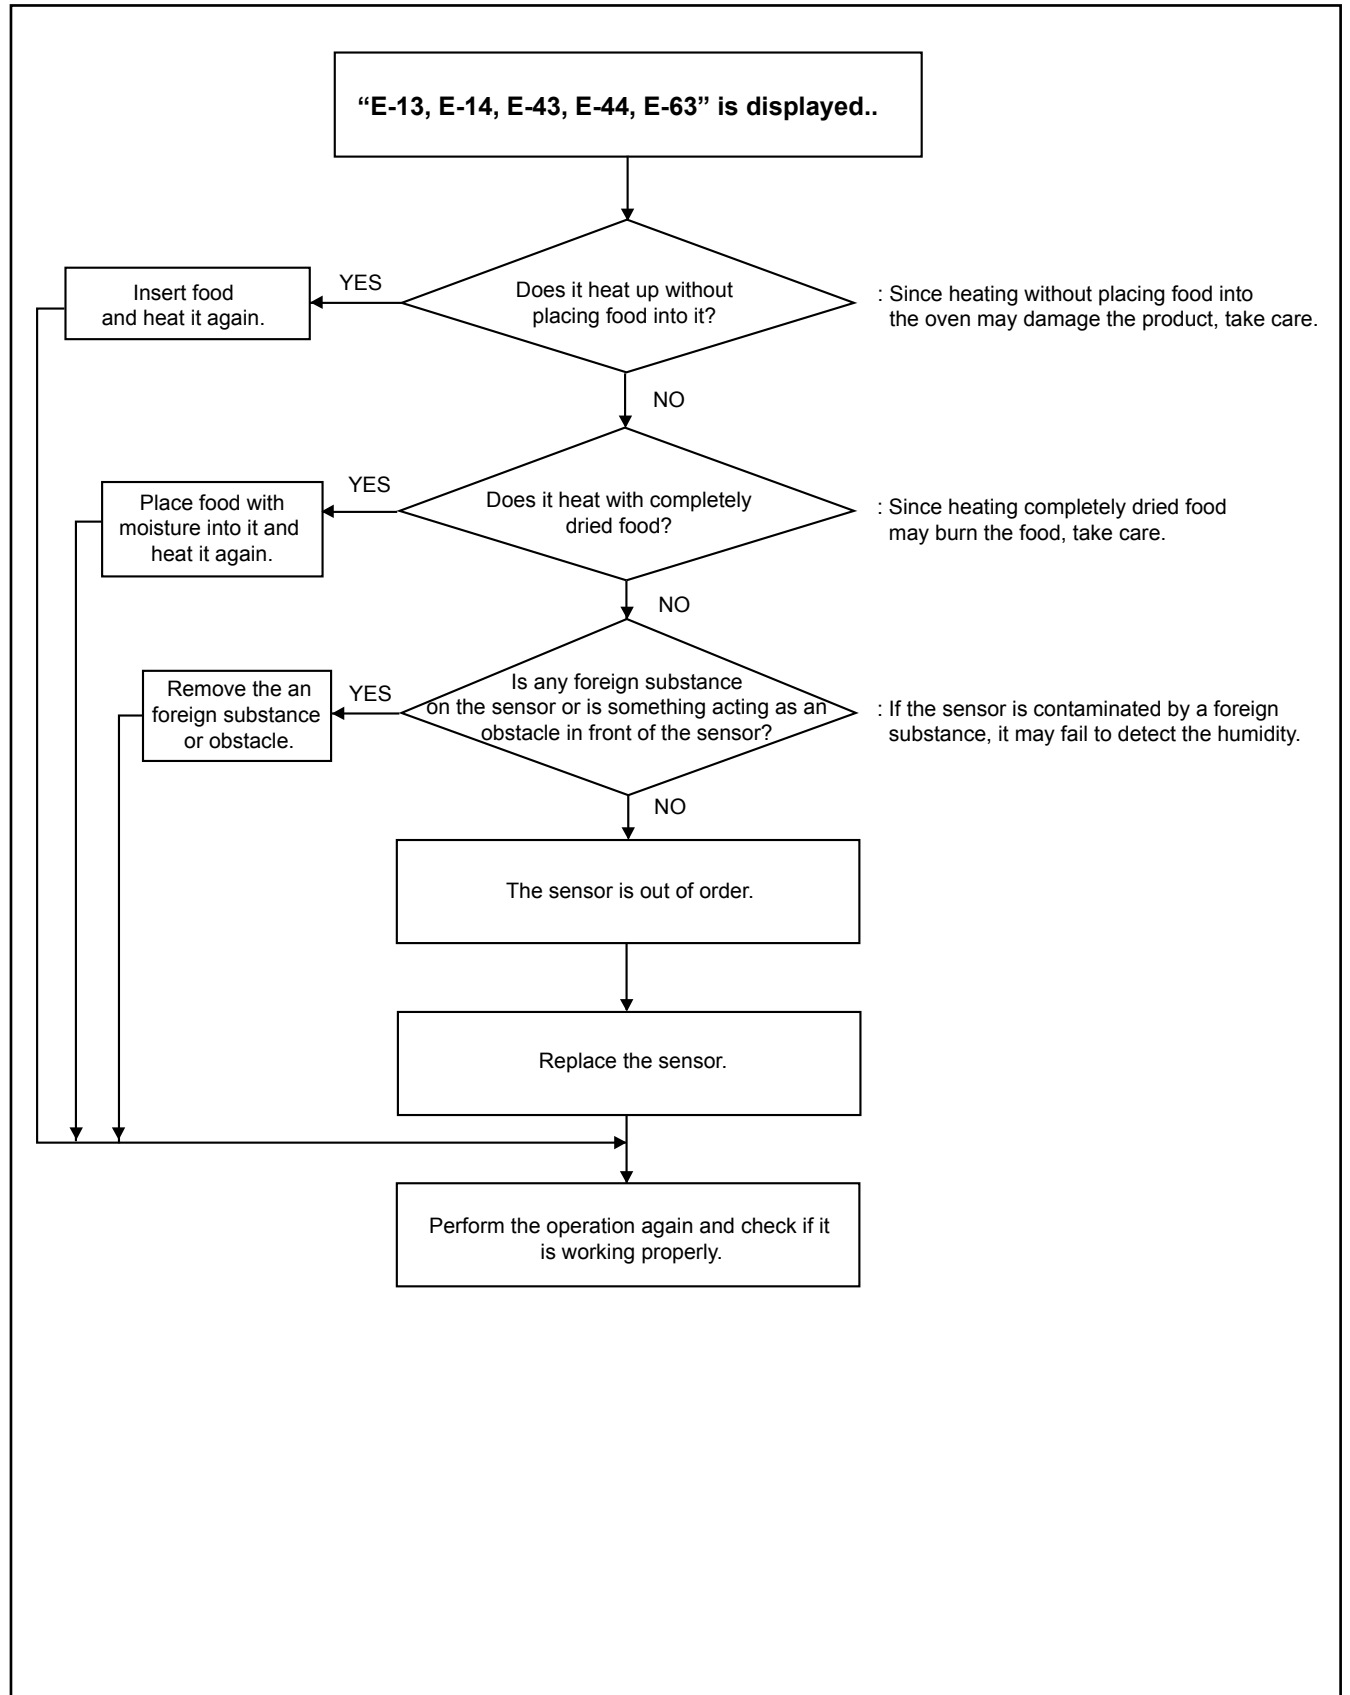 “E-13, E-14, E-43, E-44, E-63” is displayed..
Does it heat up without
placing food into it?
YES
Insert food
and heat it again.
: Since heating without placing food into
the oven may damage the product, take care.
NO
Does it heat with completely
dried food?
YES
Place food with
moisture into it and
heat it again.
: Since heating completely dried food
may burn the food, take care.
NO
Is any foreign substance
on the sensor or is something acting as an
obstacle in front of the sensor?
YES
Remove the an
foreign substance
or obstacle.
: If the sensor is contaminated by a foreign
substance, it may fail to detect the humidity.
NO
The sensor is out of order.
Replace the sensor.
Perform the operation again and check if it
is working properly.